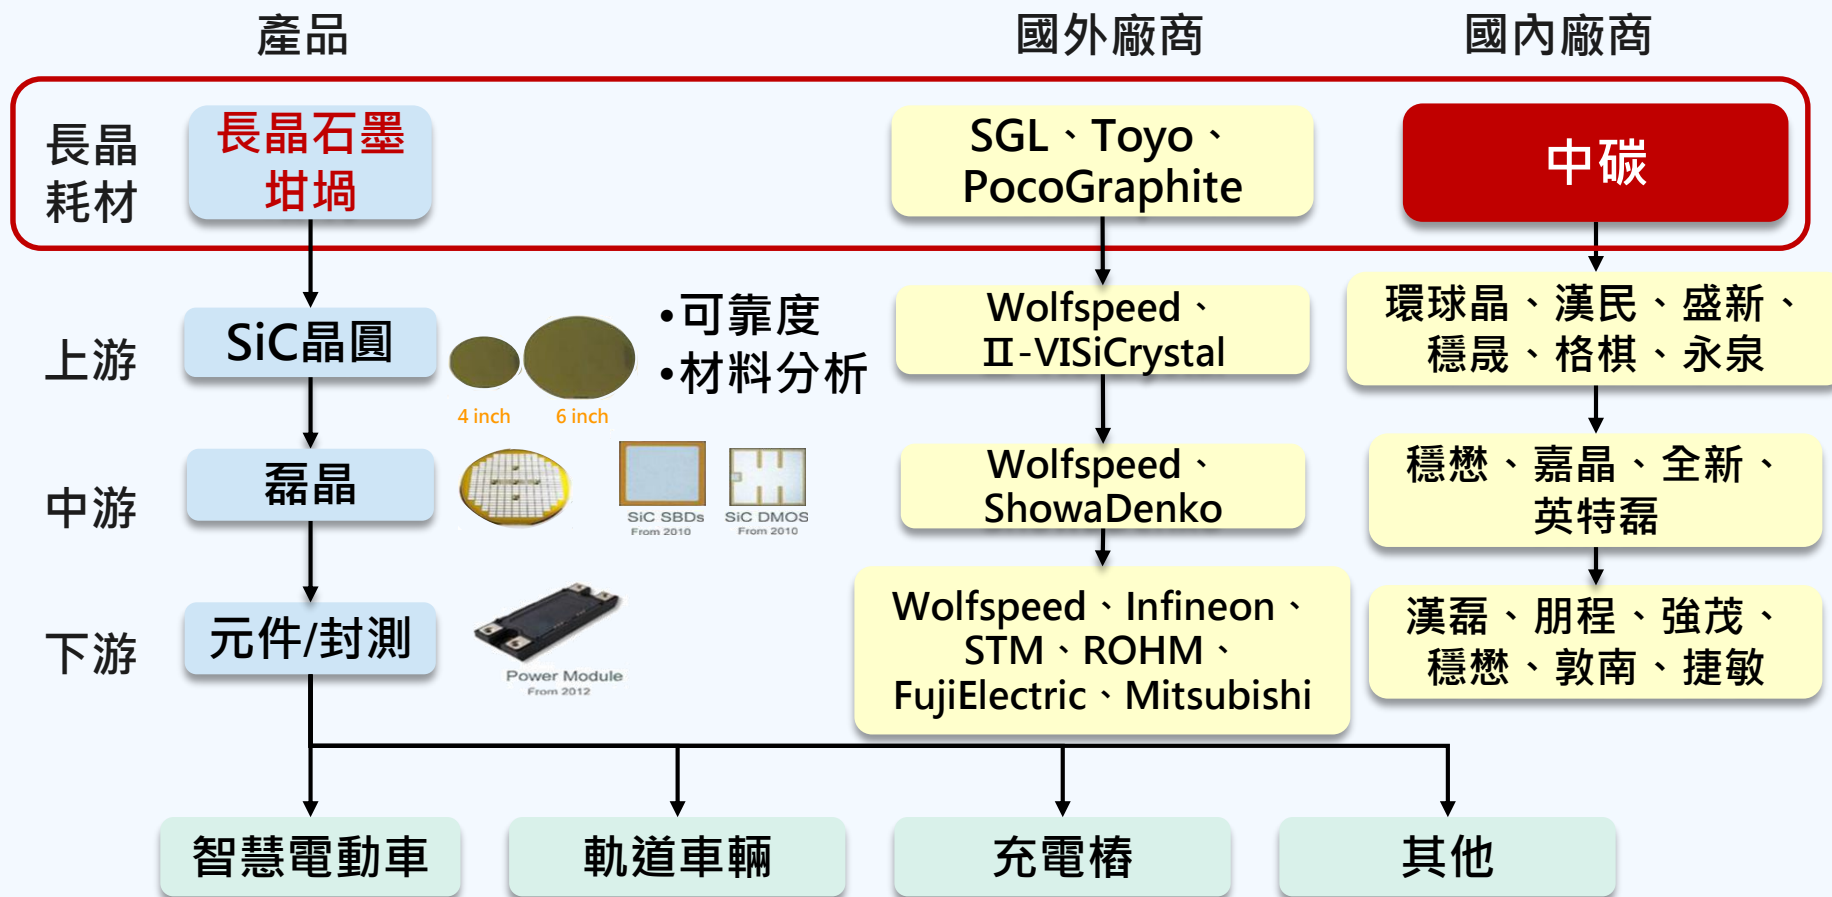 產品
國外廠商
國內廠商
長晶
耗材
長晶石墨
坩堝
SGL、Toyo、
PocoGraphite
中碳
上游
SiC晶圓
4 inch
6 inch
•可靠度
•材料分析
Wolfspeed、
II-VISiCrystal
環球晶、漢民、盛新、
穩晟、格棋、永泉
中游
磊晶
SiC SBDs
From 2010
SiC DMOS
From 2010
Wolfspeed、
ShowaDenko
穩懋、嘉晶、全新、
英特磊
下游
元件/封測
Power Module
From 2012
Wolfspeed、Infineon、
STM、ROHM、
FujiElectric、Mitsubishi
漢磊、朋程、強茂、
穩懋、敦南、捷敏
智慧電動車
軌道車輛
充電樁
其他